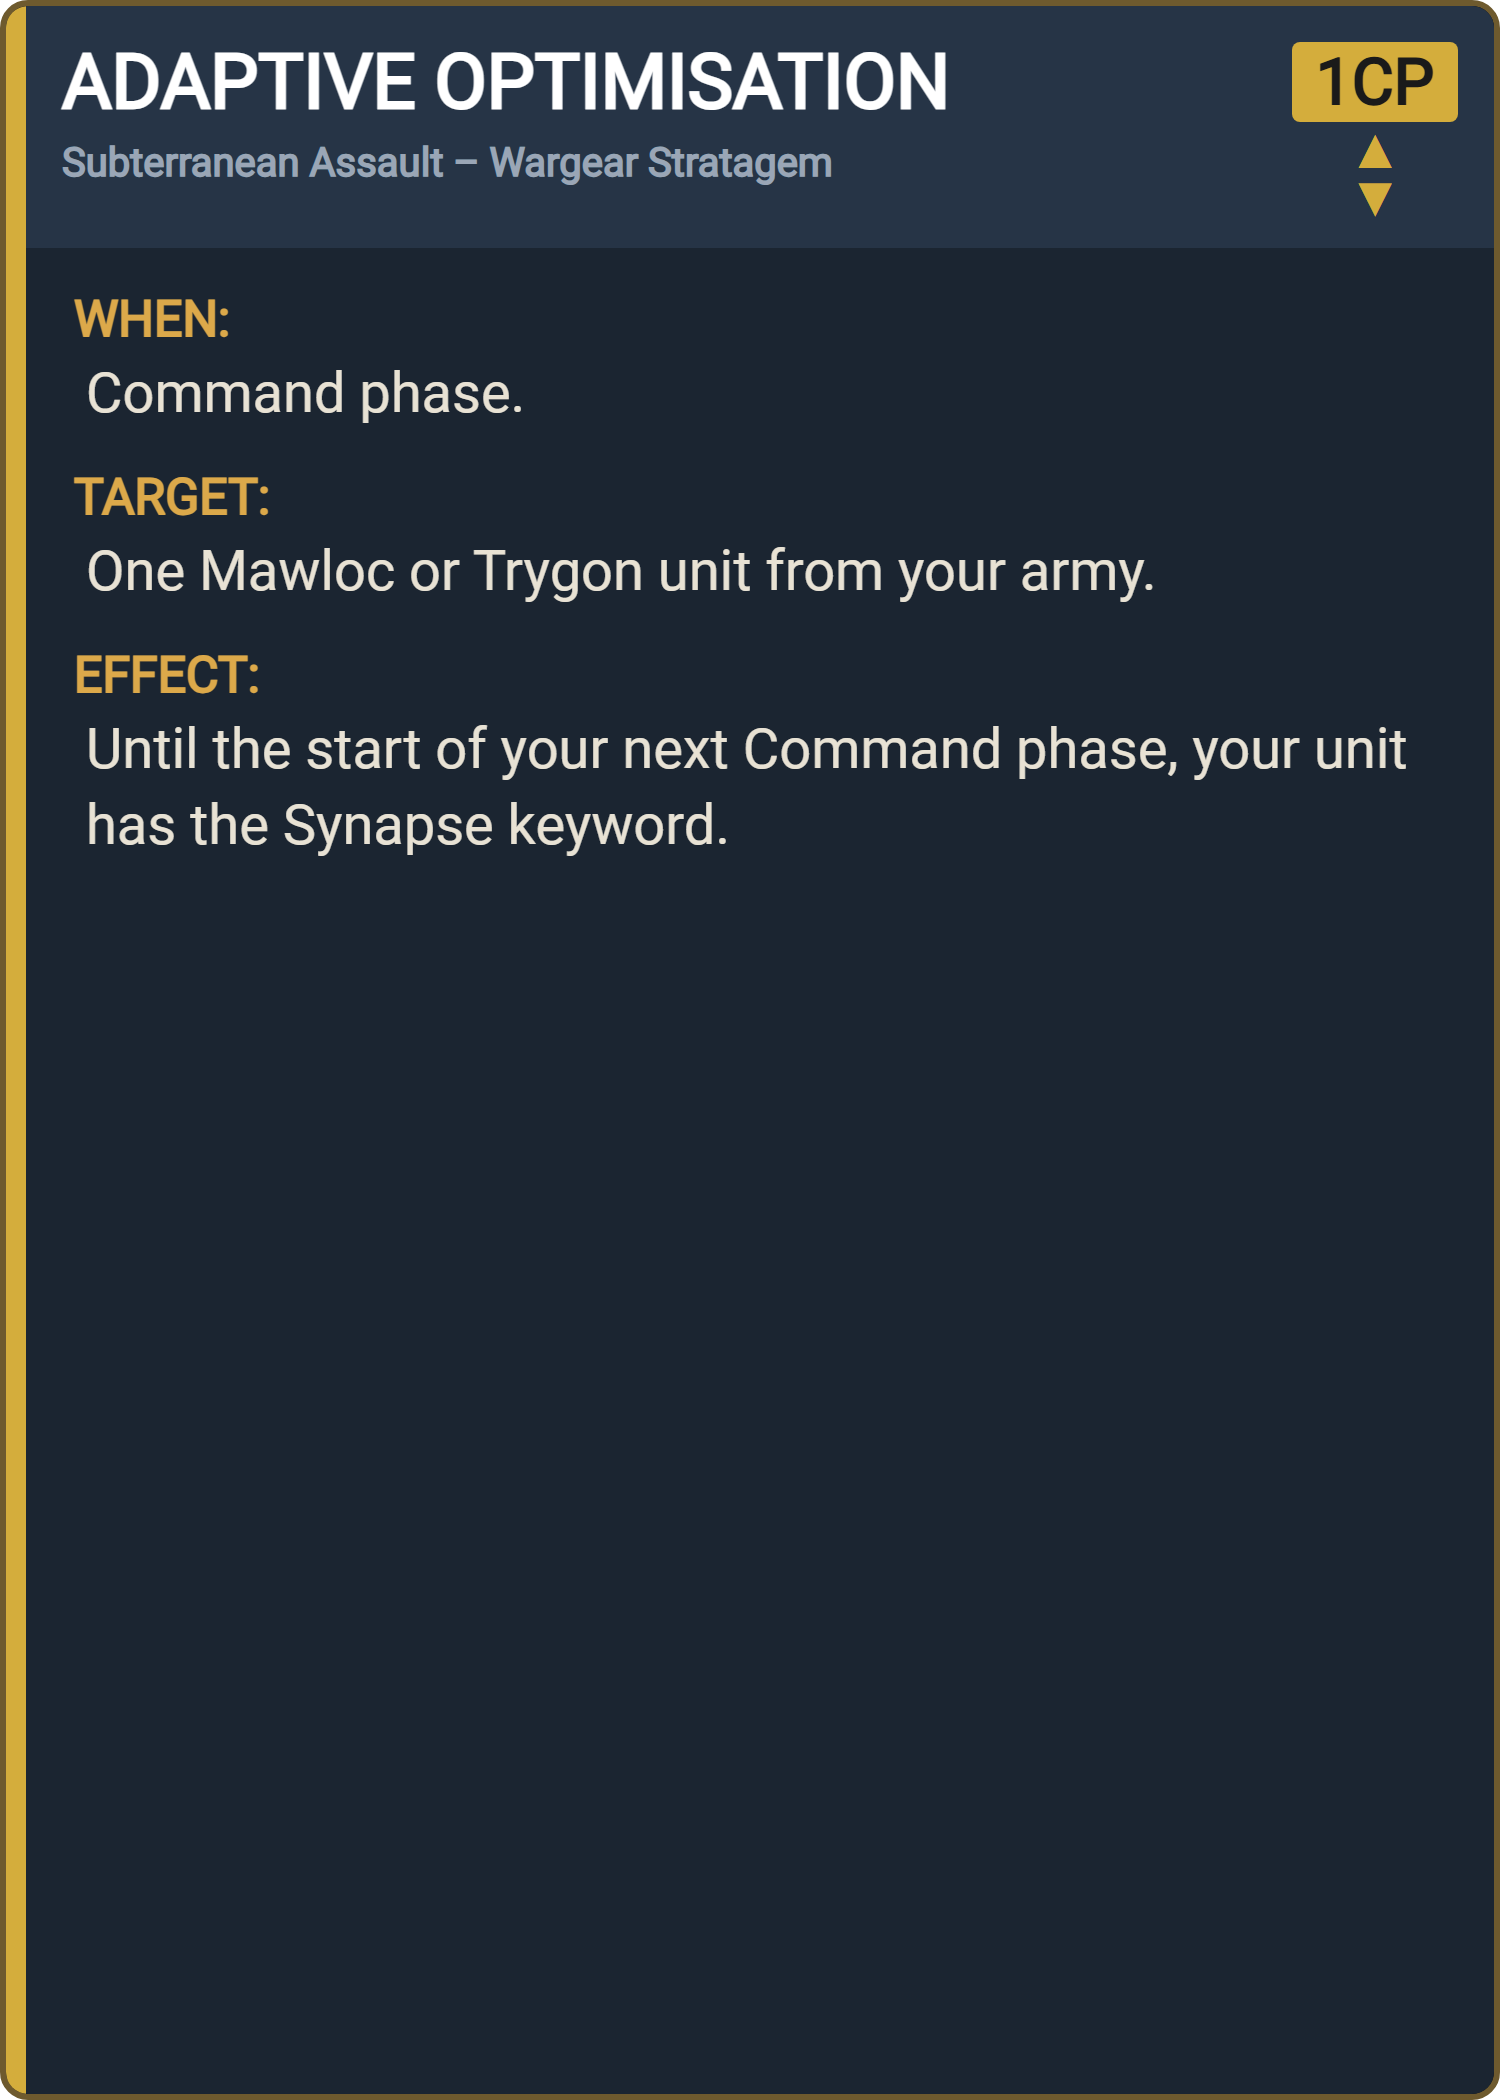 ADAPTIVE OPTIMISATION
1CP
Subterranean Assault – Wargear Stratagem
WHEN:
Command phase.
TARGET:
One Mawloc or Trygon unit from your army.
EFFECT:
Until the start of your next Command phase, your unit
has the Synapse keyword.